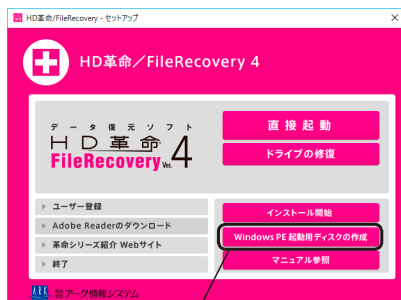 HD革命/FileRecovery - セットアップ
HD革命／FileRecovery 4
データ復元ソフト
HD革命
FileRecovery Ver. 4
直接起動
ドライブの修復
ユーザー登録
Adobe Readerのダウンロード
革命シリーズ紹介 Webサイト
終了
インストール開始
Windows PE 起動用ディスクの作成
マニュアル参照
ARK 株式会社アーク情報システム